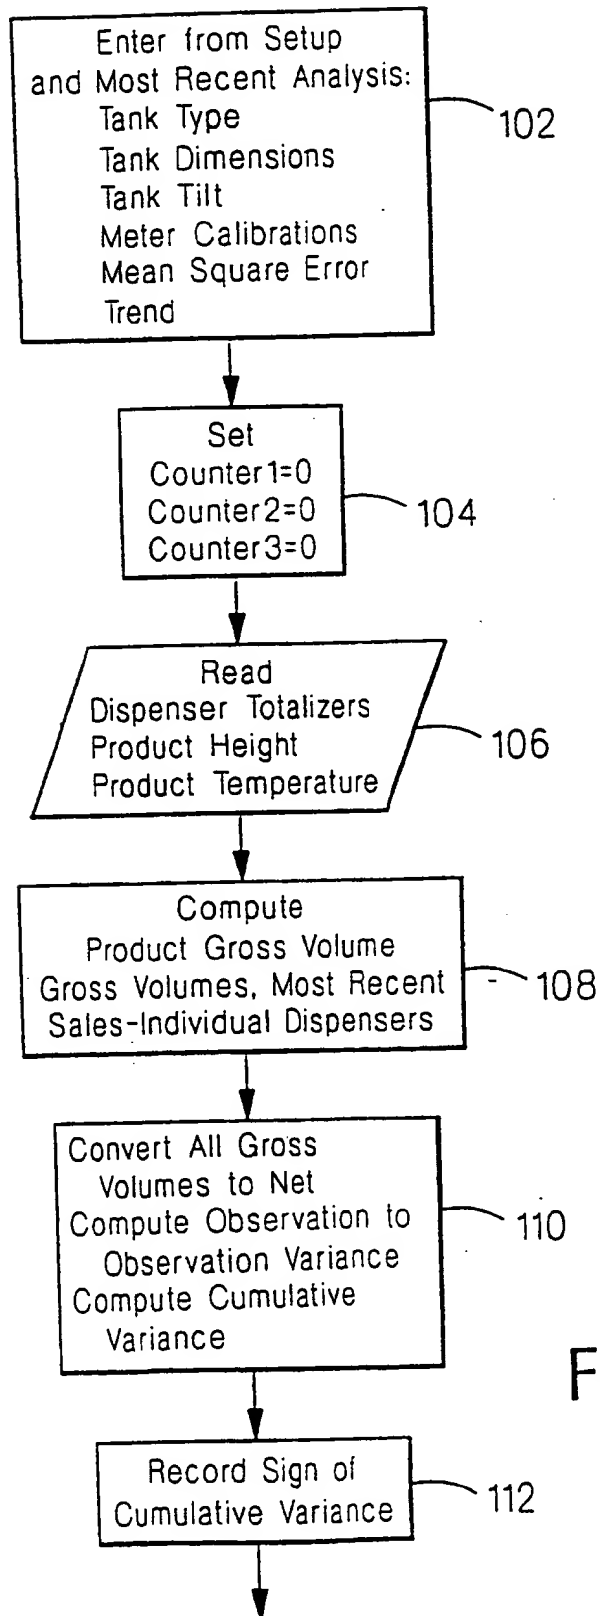 Enter from Setup
and Most Recent Analysis:
Tank Type
Tank Dimensions
Tank Tilt
Meter Calibrations
Mean Square Error
Trend
102
Set
Counter1=0
Counter2=0
Counter3=0
104
Read
Dispenser Totalizers
Product Height
Product Temperature
106
Compute
Product Gross Volume
Gross Volumes, Most Recent
Sales-Individual Dispensers
108
Convert All Gross
Volumes to Net
Compute Observation to
Observation Variance
Compute Cumulative
Variance
110
F
Record Sign of
Cumulative Variance
112